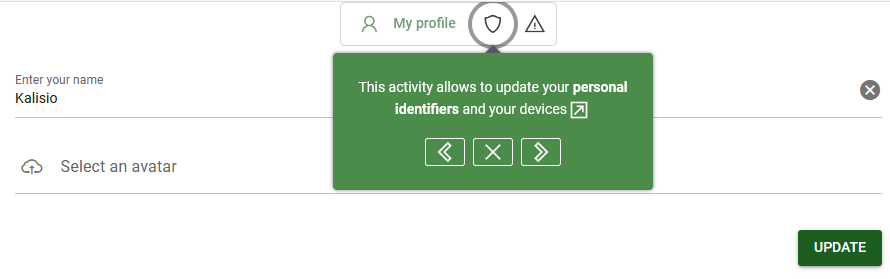 My profile
Enter your name
Kalisio
This activity allows to update your personal
identifiers and your devices
Select an avatar
UPDATE